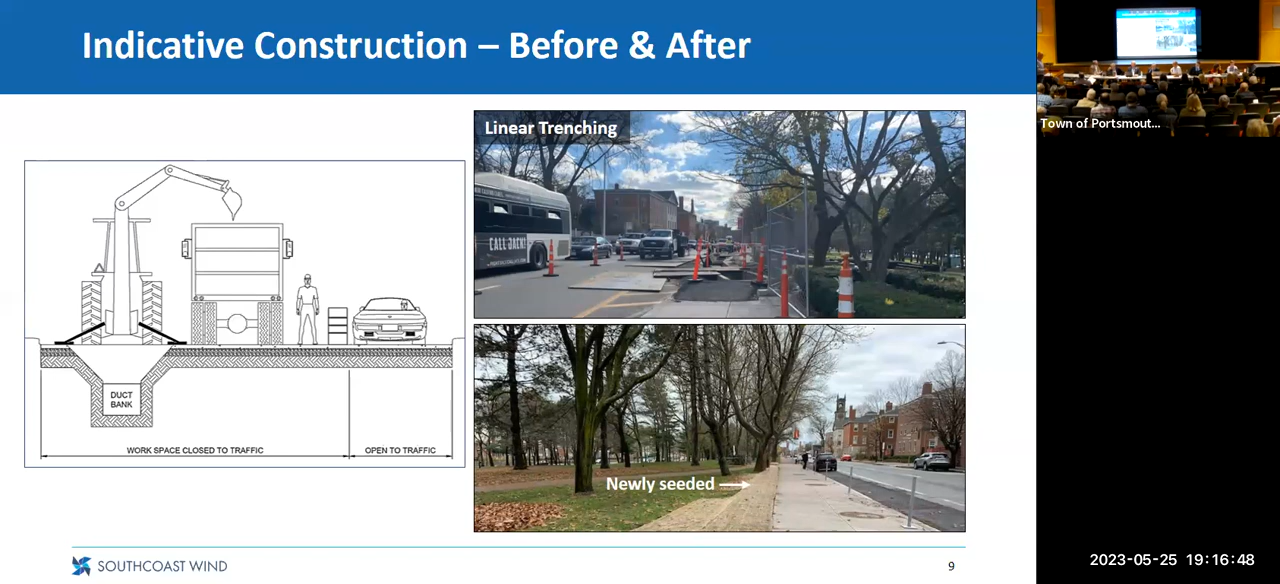 Indicative Construction – Before & After
Linear Trenching
CALL JACK!
DUCT
BANK
WORK SPACE CLOSED TO TRAFFIC
OPEN TO TRAFFIC
Newly seeded
SOUTHCOAST WIND
9
Town of Portsmout...
2023-05-25 19:16:48